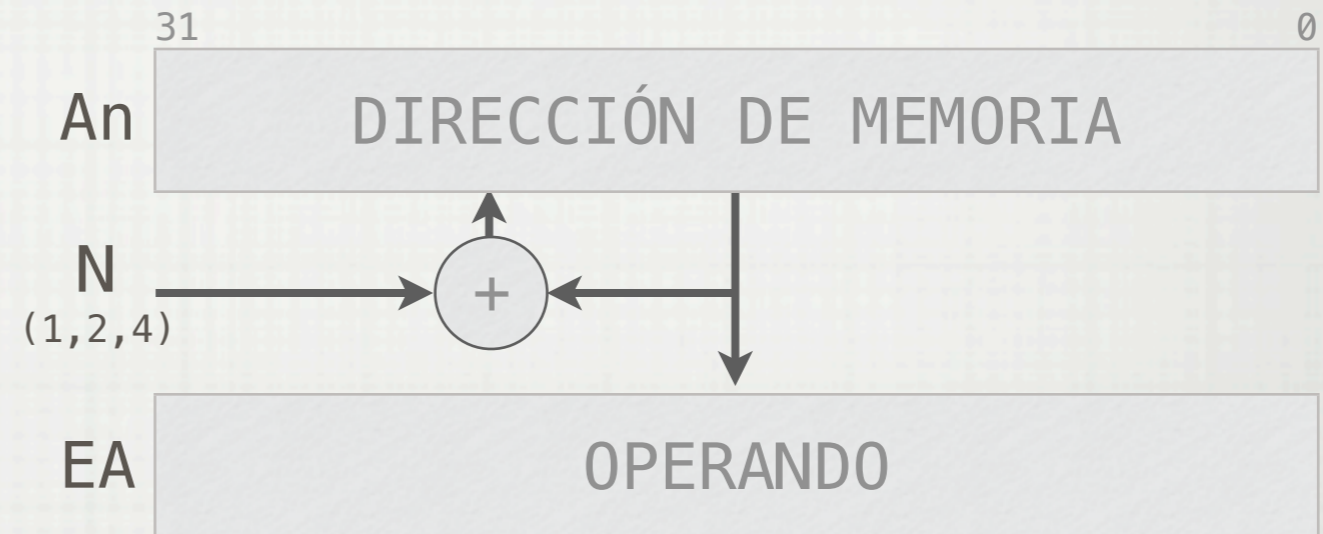 31 0
An DIRECCIÓN DE MEMORIA
N
+
(1,2,4)
EA OPERANDO